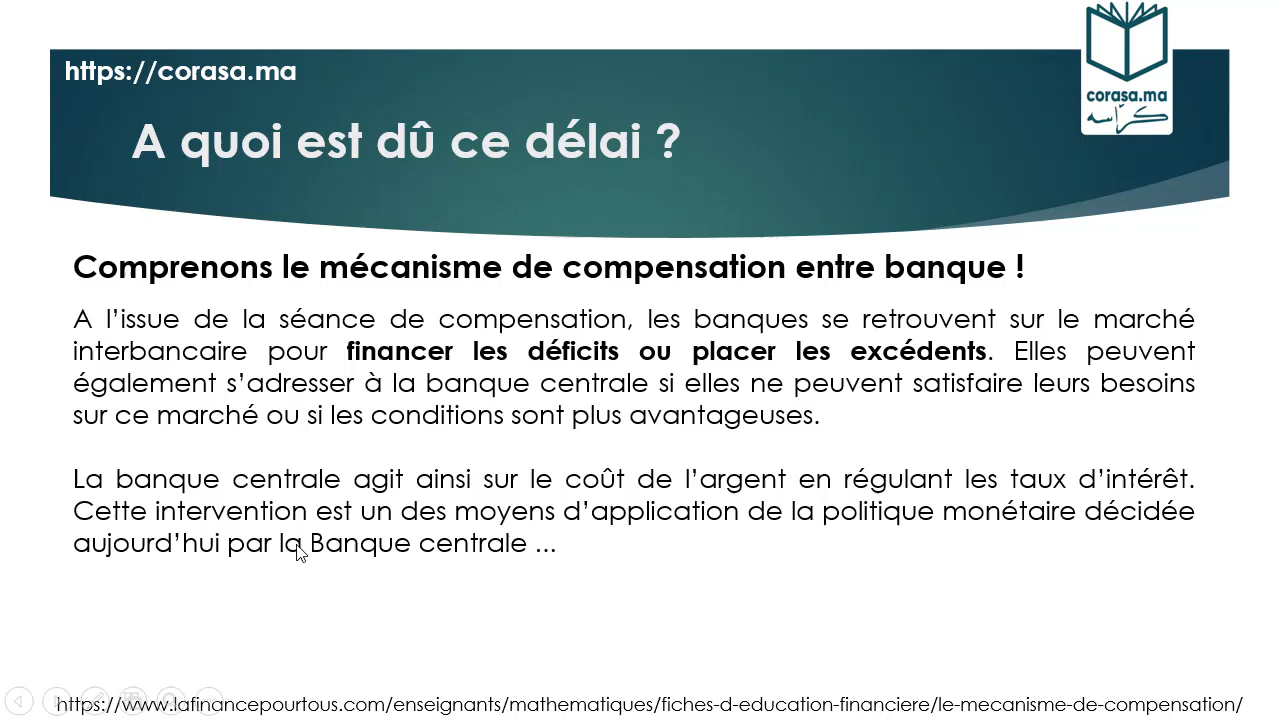 https://corasa.ma
corasa.ma
كرّاسة
A quoi est dû ce délai ?
Comprenons le mécanisme de compensation entre banque !
A l’issue de la séance de compensation, les banques se retrouvent sur le marché
interbancaire pour financer les déficits ou placer les excédents. Elles peuvent
également s’adresser à la banque centrale si elles ne peuvent satisfaire leurs besoins
sur ce marché ou si les conditions sont plus avantageuses.
La banque centrale agit ainsi sur le coût de l’argent en régulant les taux d’intérêt.
Cette intervention est un des moyens d’application de la politique monétaire décidée
aujourd’hui par la Banque centrale ...
https://www.lafinancepourtous.com/enseignants/mathematiques/fiches-d-education-financiere/le-mecanisme-de-compensation/